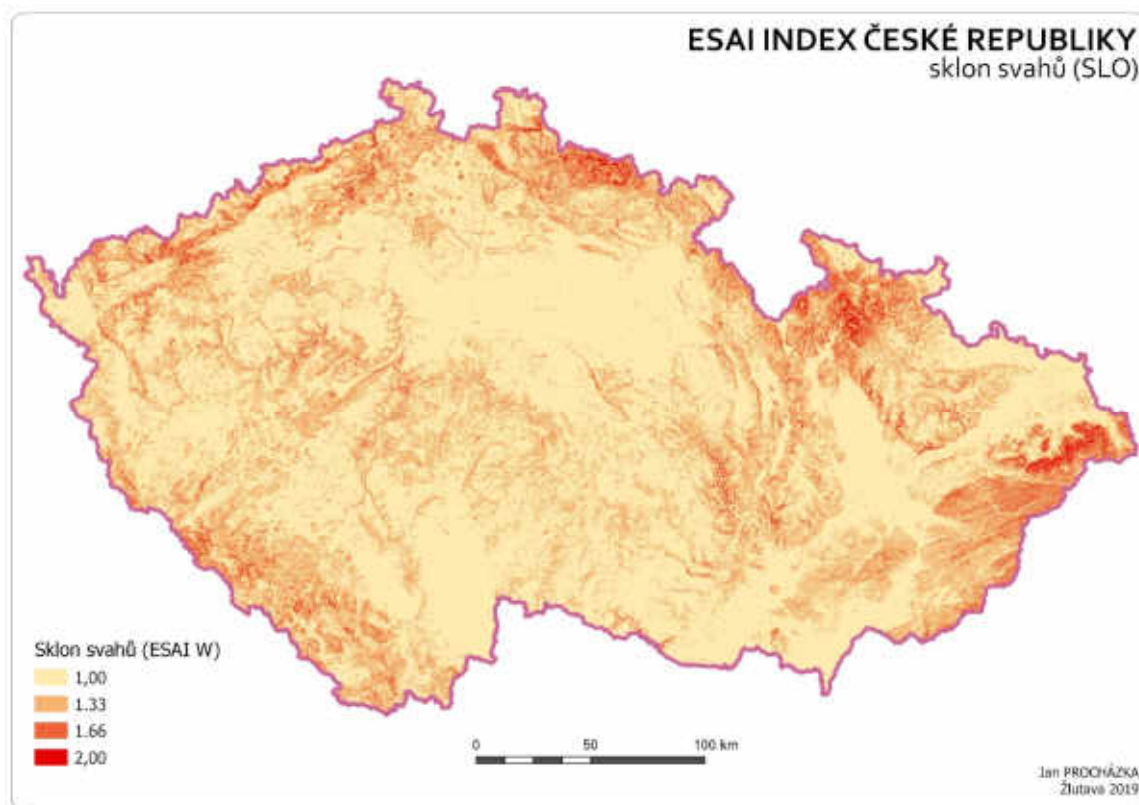 ESAI INDEX ČESKÉ REPUBLIKY
sklon svahů (SLO)
Sklon svahů (ESAI W)
1,00
1.33
1.66
2,00
0 50 100 km
Jan PROCHÁZKA
Žlutava 2019